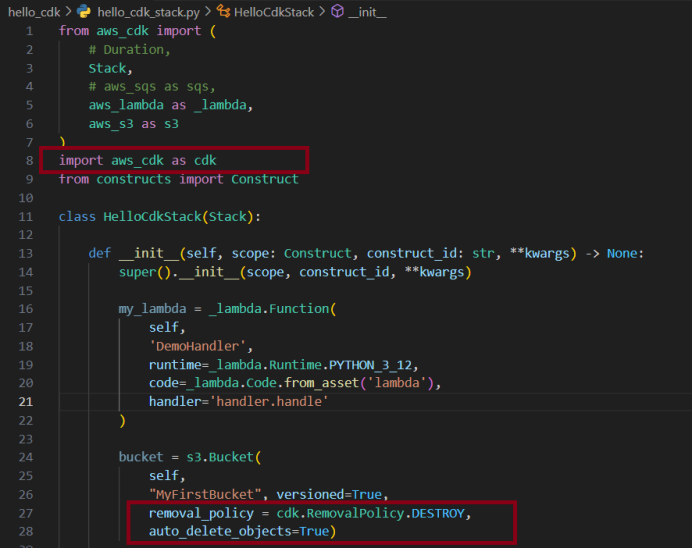 hello_cdk > hello_cdk_stack.py > HelloCdkStack > __init__
1 from aws_cdk import (
2     # Duration,
3     Stack,
4     # aws_sqs as sqs,
5     aws_lambda as _lambda,
6     aws_s3 as s3
7 )
8 import aws_cdk as cdk
9 from constructs import Construct
10
11 class HelloCdkStack(Stack):
12
13     def __init__(self, scope: Construct, construct_id: str, **kwargs) -> None:
14         super().__init__(scope, construct_id, **kwargs)
15
16         my_lambda = _lambda.Function(
17             self,
18             'DemoHandler',
19             runtime=_lambda.Runtime.PYTHON_3_12,
20             code=_lambda.Code.from_asset('lambda'),
21             handler='handler.handle'
22         )
23
24         bucket = s3.Bucket(
25             self,
26             "MyFirstBucket", versioned=True,
27             removal_policy = cdk.RemovalPolicy.DESTROY,
28             auto_delete_objects=True)